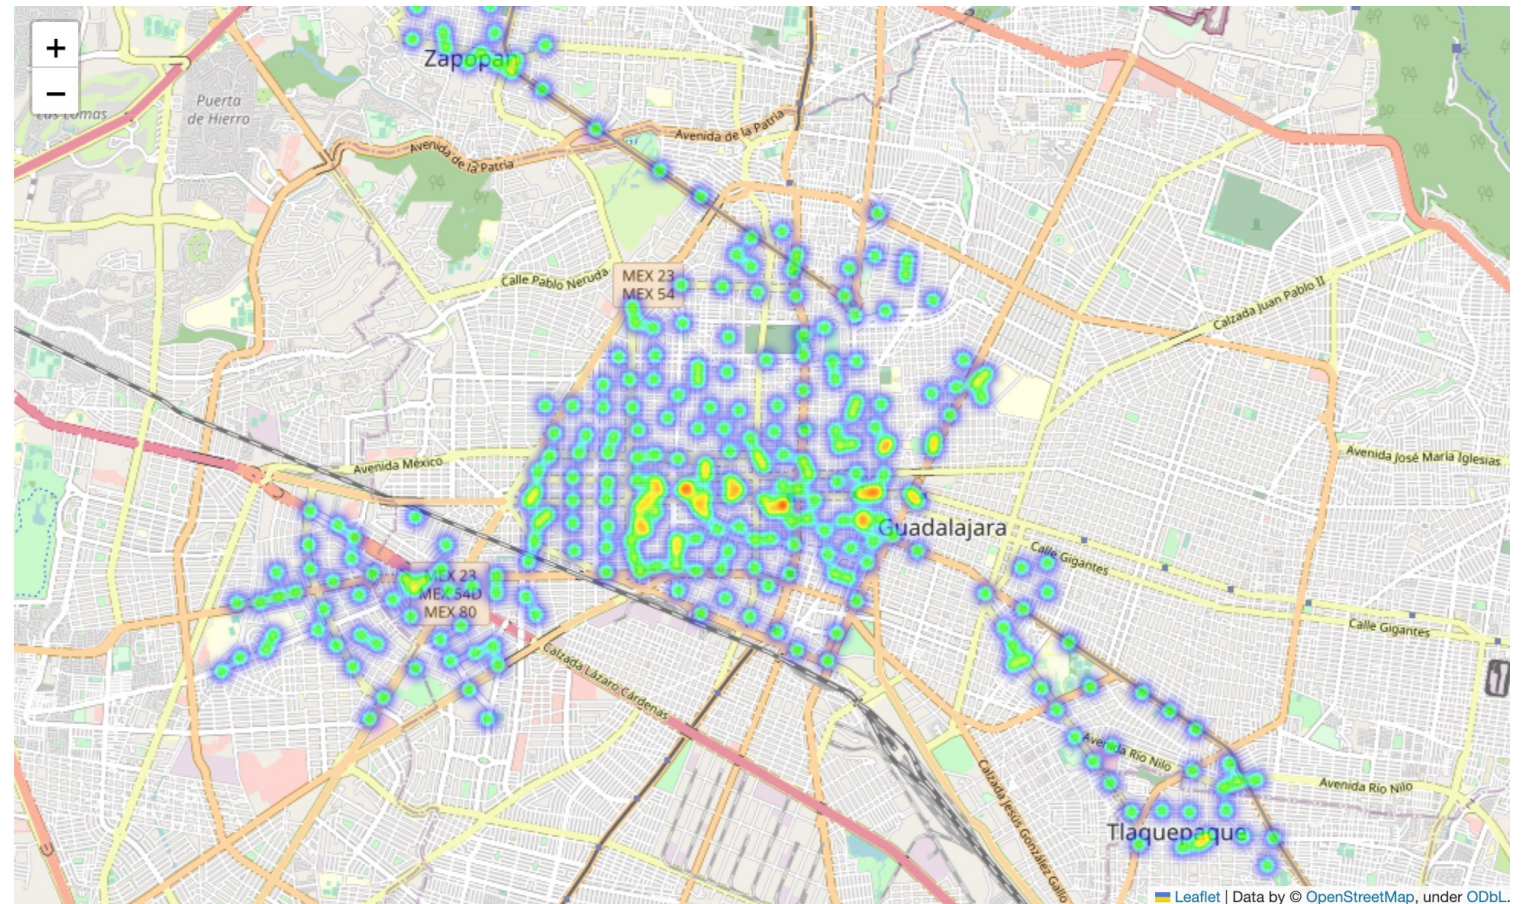 +
−
Zapopan
Las Lomas
Puerta
de Hierro
Avenida de la Patria
Avenida de la Patria
MEX 23
MEX 54
Calle Pablo Neruda
Calzada Juan Pablo II
Avenida México
Avenida José María Iglesias
Guadalajara
Calle Gigantes
MEX 23
MEX 54D
MEX 80
Calle Gigantes
Calzada Lázaro Cárdenas
Avenida Río Nilo
Avenida Río Nilo
Calzada Jesús González Gallo
Tlaquepaque
Leaflet | Data by © OpenStreetMap, under ODbL.